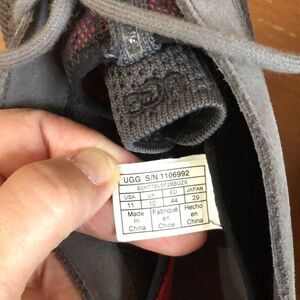 UGG
UGG S/N 1106992
USA UK EU JAPAN
11 10 44 29
Made Fabriqué Hecho
in en en
China Chine China